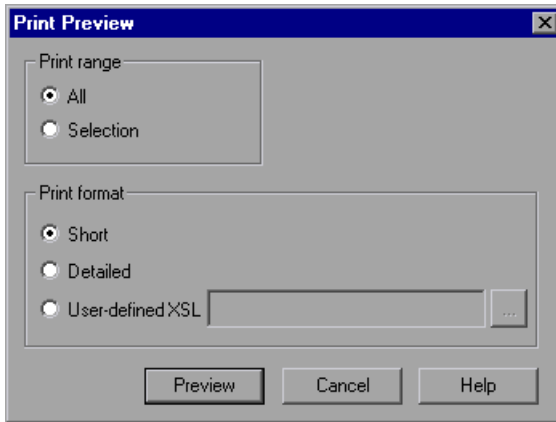 Print Preview
Print range
All
Selection
Print format
Short
Detailed
User-defined XSL ...
Preview Cancel Help